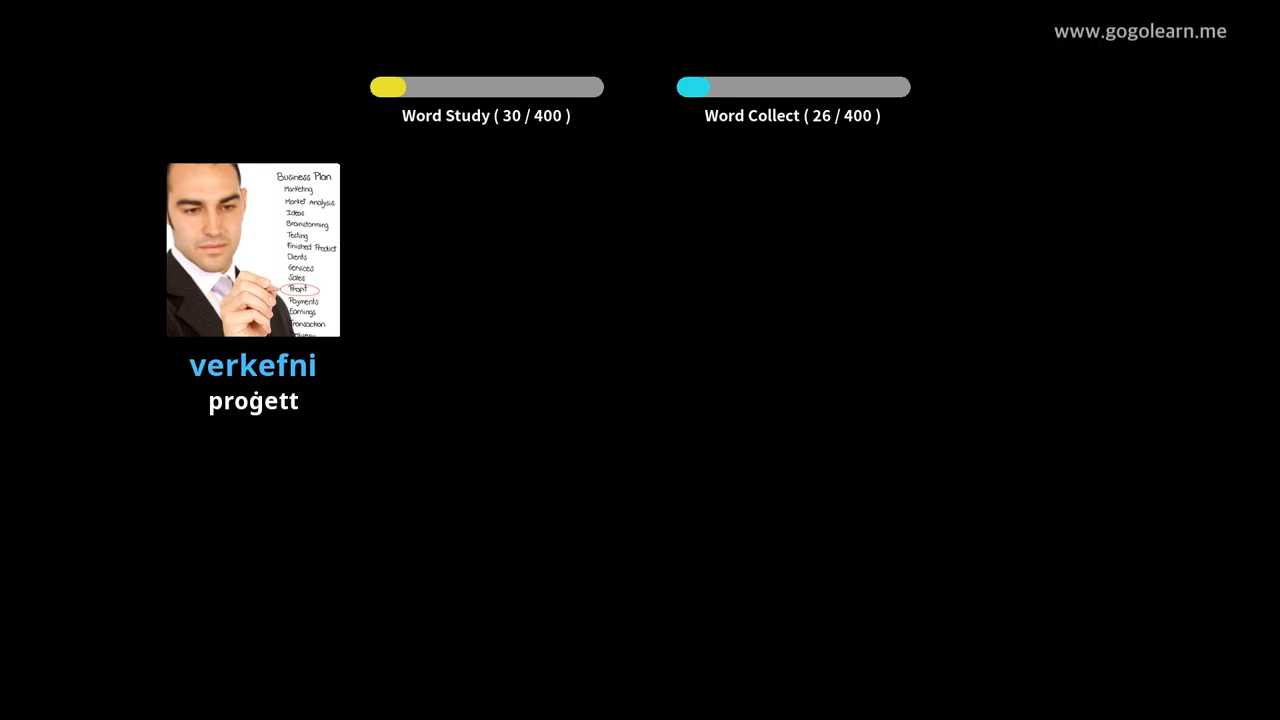 www.gogolearn.me
Word Study ( 30 / 400 )
Word Collect ( 26 / 400 )
Business Plan
Marketing
Market Analysis
Ideas
Brainstorming
Testing
Finished Product
Clients
Services
Sales
Profit
Payments
Earnings
Transaction
verkefni
proġett